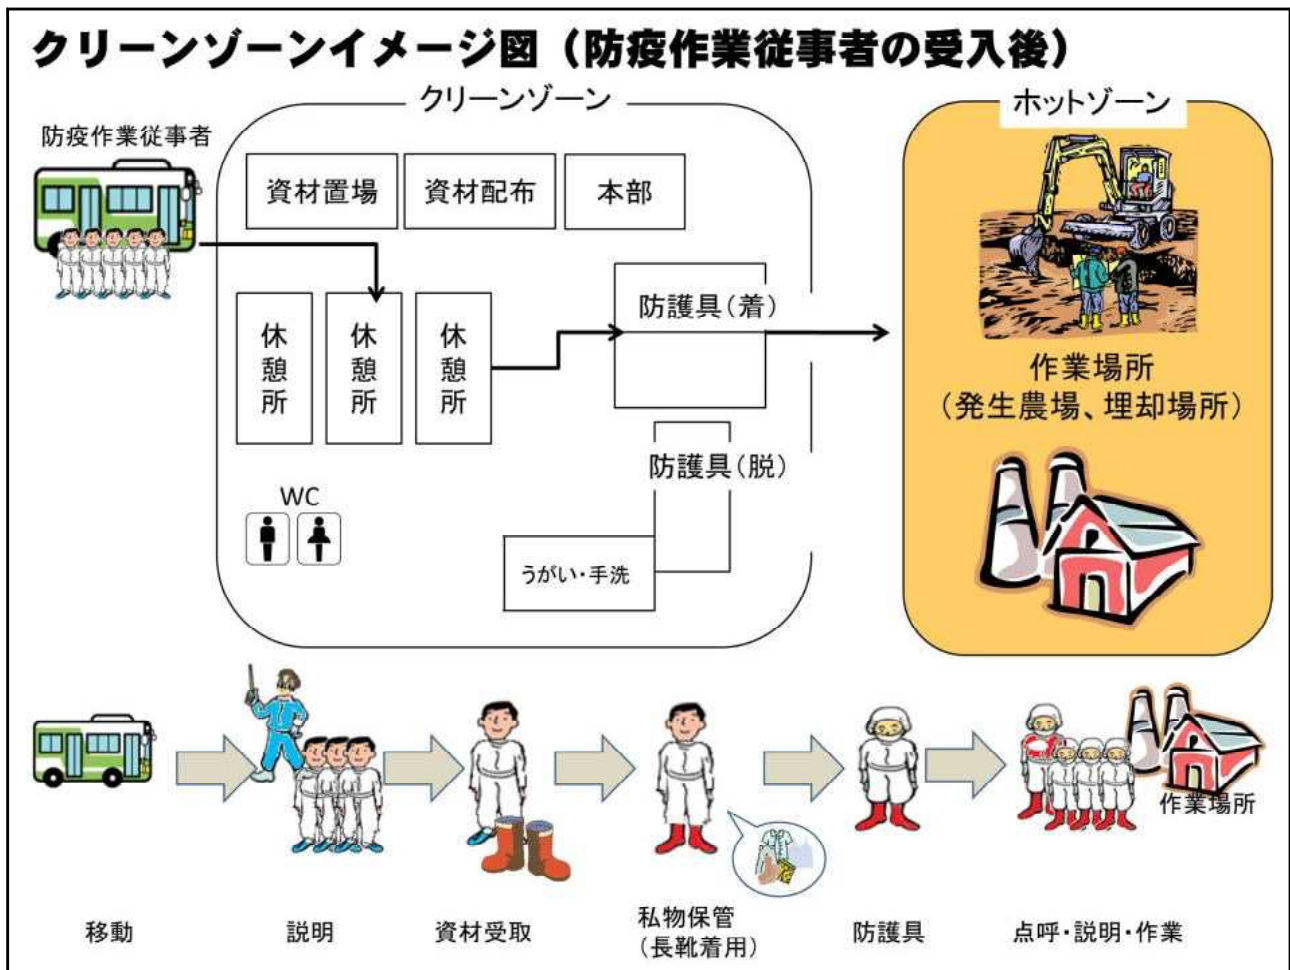 クリーンゾーンイメージ図（防疫作業従事者の受入後）
クリーンゾーン
ホットゾーン
防疫作業従事者
資材置場
資材配布
本部
休憩所
休憩所
休憩所
防護具（着）
作業場所
（発生農場、埋却場所）
防護具（脱）
WC
うがい・手洗
作業場所
移動
説明
資材受取
私物保管
（長靴着用）
防護具
点呼・説明・作業